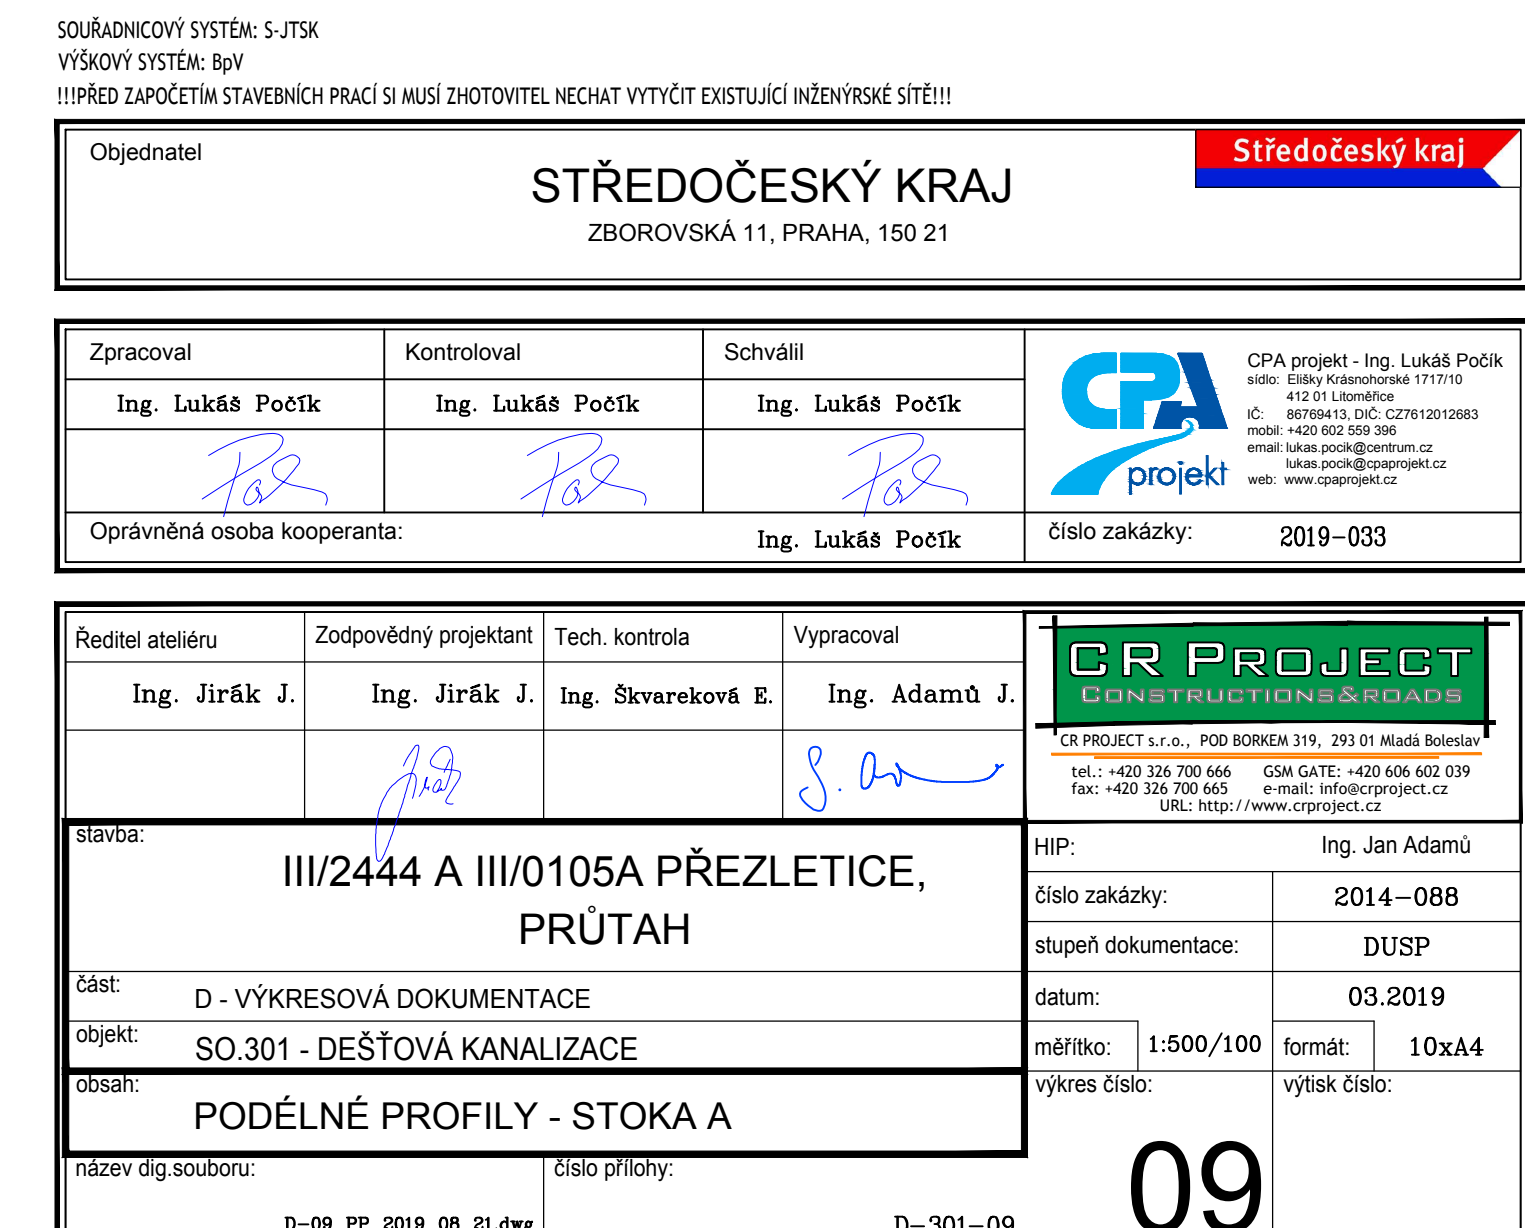 SOUŘADNICOVÝ SYSTÉM: S-JTSK
VÝŠKOVÝ SYSTÉM: BpV
!!!PŘED ZAPOČETÍM STAVEBNÍCH PRACÍ SI MUSÍ ZHOTOVITEL NECHAT VYTYČIT EXISTUJÍCÍ INŽENÝRSKÉ SÍTĚ!!!
Objednatel
Středočeský kraj
STŘEDOČESKÝ KRAJ
ZBOROVSKÁ 11, PRAHA, 150 21
Zpracoval
Kontroloval
Schválil
Ing. Lukáš Počík
Ing. Lukáš Počík
Ing. Lukáš Počík
CPA projekt
CPA projekt - Ing. Lukáš Počík
sídlo: Elišky Krásnohorské 1717/10
412 01 Litoměřice
IČ: 86769413, DIČ: CZ7612012683
mobil: +420 602 559 396
email: lukas.pocik@centrum.cz
lukas.pocik@cpaprojekt.cz
web: www.cpaprojekt.cz
Oprávněná osoba kooperanta:
Ing. Lukáš Počík
číslo zakázky:
2019-033
Ředitel ateliéru
Zodpovědný projektant
Tech. kontrola
Vypracoval
Ing. Jirák J.
Ing. Jirák J.
Ing. Škvareková E.
Ing. Adamů J.
CR PROJECT
CONSTRUCTIONS&ROADS
CR PROJECT s.r.o., POD BORKEM 319, 293 01 Mladá Boleslav
tel.: +420 326 700 666 GSM GATE: +420 606 602 039
fax: +420 326 700 665 e-mail: info@crproject.cz
URL: http://www.crproject.cz
stavba:
III/2444 A III/0105A PŘEZLETICE,
PRŮTAH
HIP:
Ing. Jan Adamů
číslo zakázky:
2014-088
stupeň dokumentace:
DUSP
část:
D - VÝKRESOVÁ DOKUMENTACE
datum:
03.2019
objekt:
SO.301 - DEŠŤOVÁ KANALIZACE
měřítko:
1:500/100
formát:
10xA4
obsah:
PODÉLNÉ PROFILY - STOKA A
výkres číslo:
09
výtisk číslo:
název dig.souboru:
D-09_PP_2019_08_21.dwg
číslo přílohy:
D-301-09